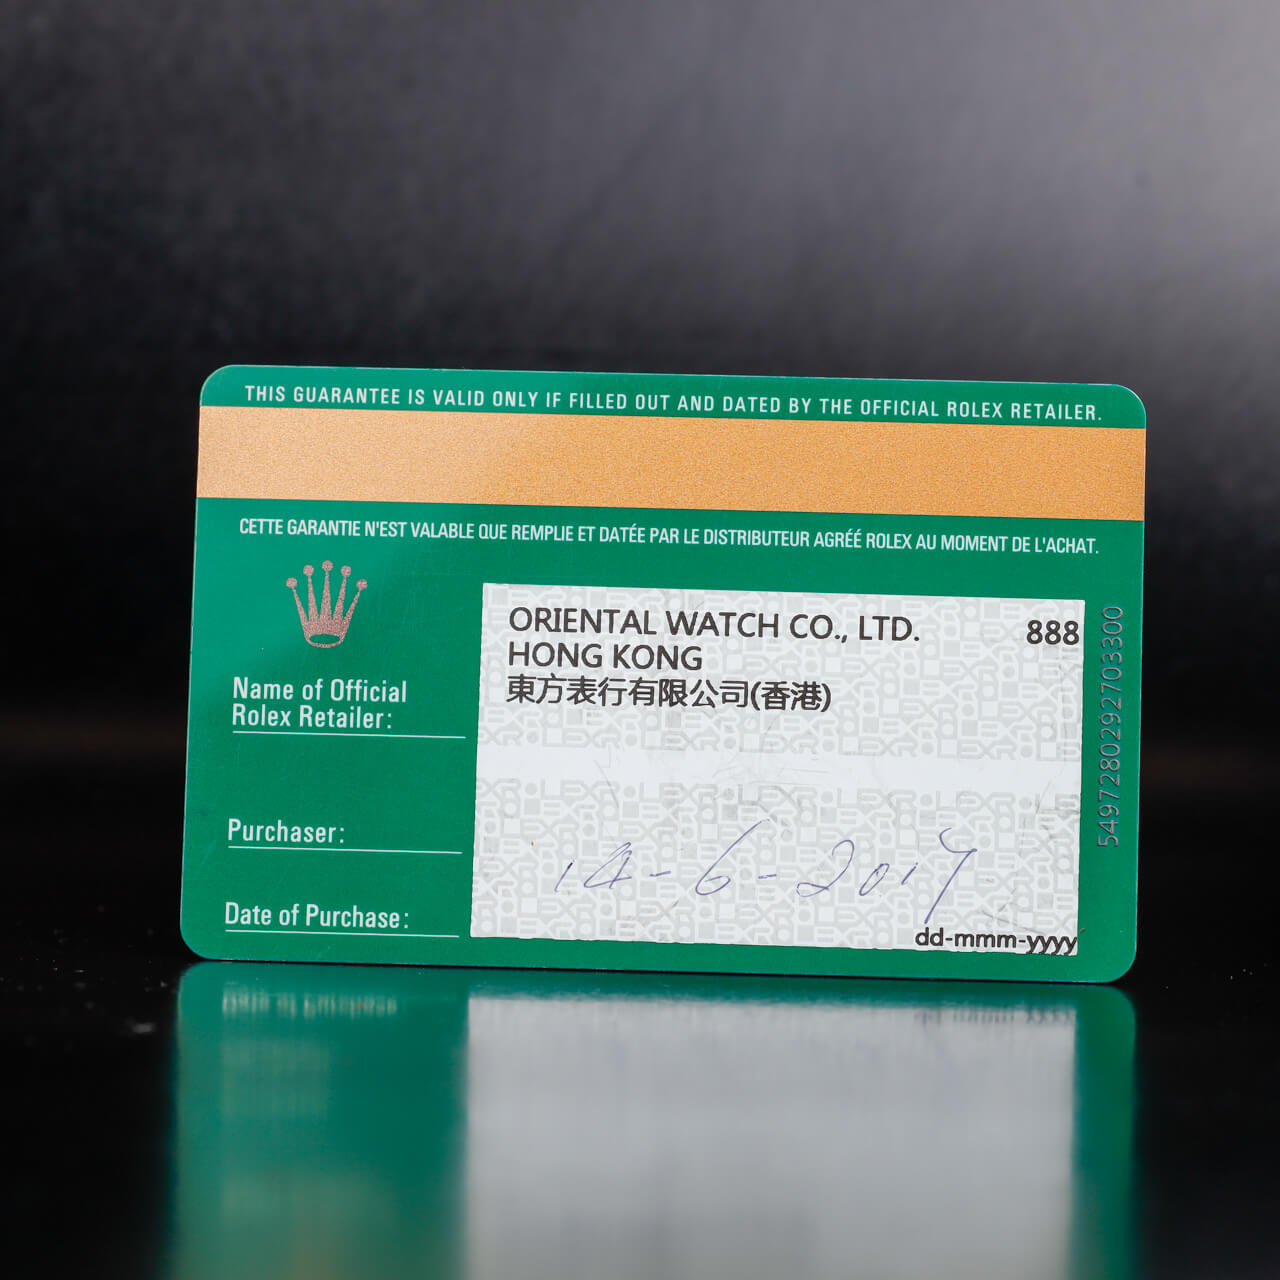 THIS GUARANTEE IS VALID ONLY IF FILLED OUT AND DATED BY THE OFFICIAL ROLEX RETAILER.
CETTE GARANTIE N'EST VALABLE QUE REMPLIE ET DATÉE PAR LE DISTRIBUTEUR AGRÉÉ ROLEX AU MOMENT DE L'ACHAT.
ORIENTAL WATCH CO., LTD. 888
HONG KONG
東方表行有限公司(香港)
Name of Official
Rolex Retailer:
Purchaser:
14-6-2017
Date of Purchase:
dd-mmm-yyyy
5497280292703300